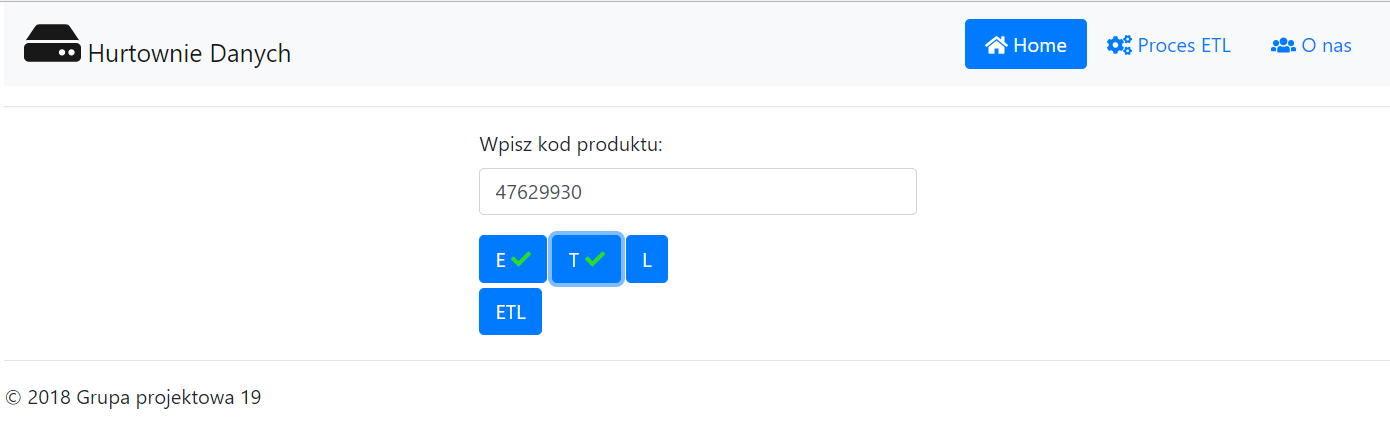 Hurtownie Danych
Home Proces ETL O nas
Wpisz kod produktu:
47629930
E T L
ETL
© 2018 Grupa projektowa 19